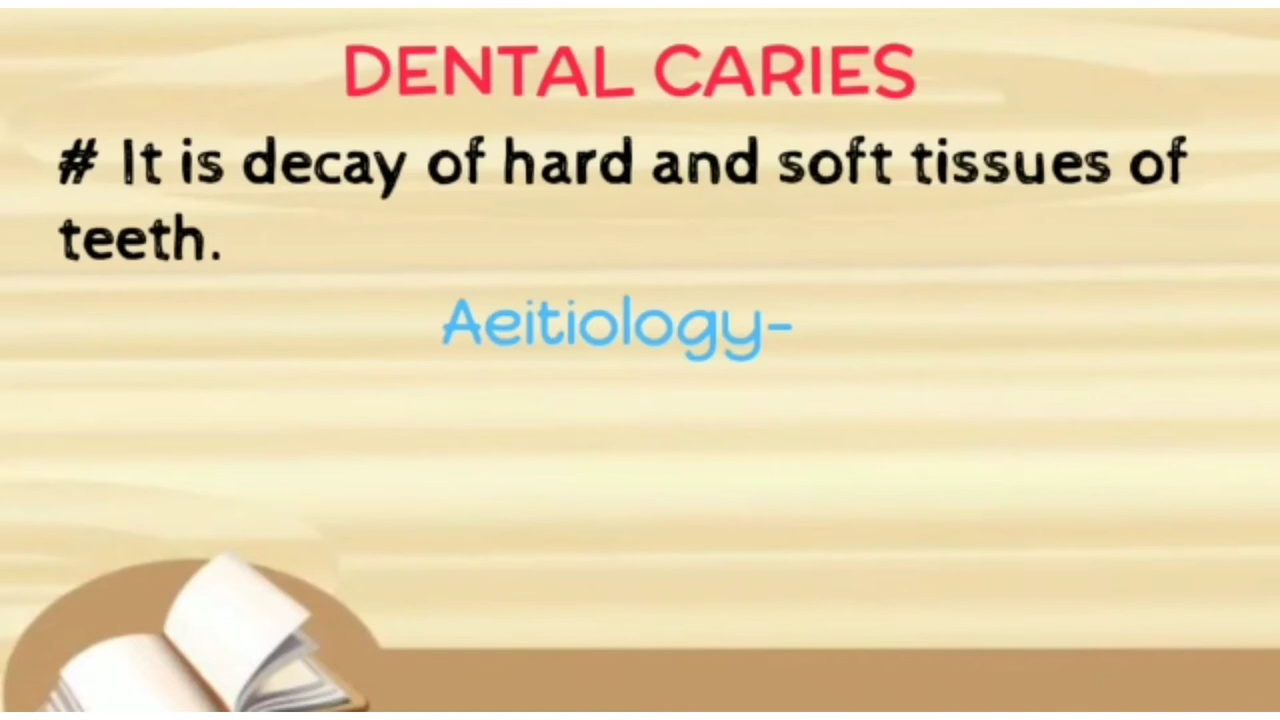 DENTAL CARIES
# It is decay of hard and soft tissues of
teeth.
Aeitiology-